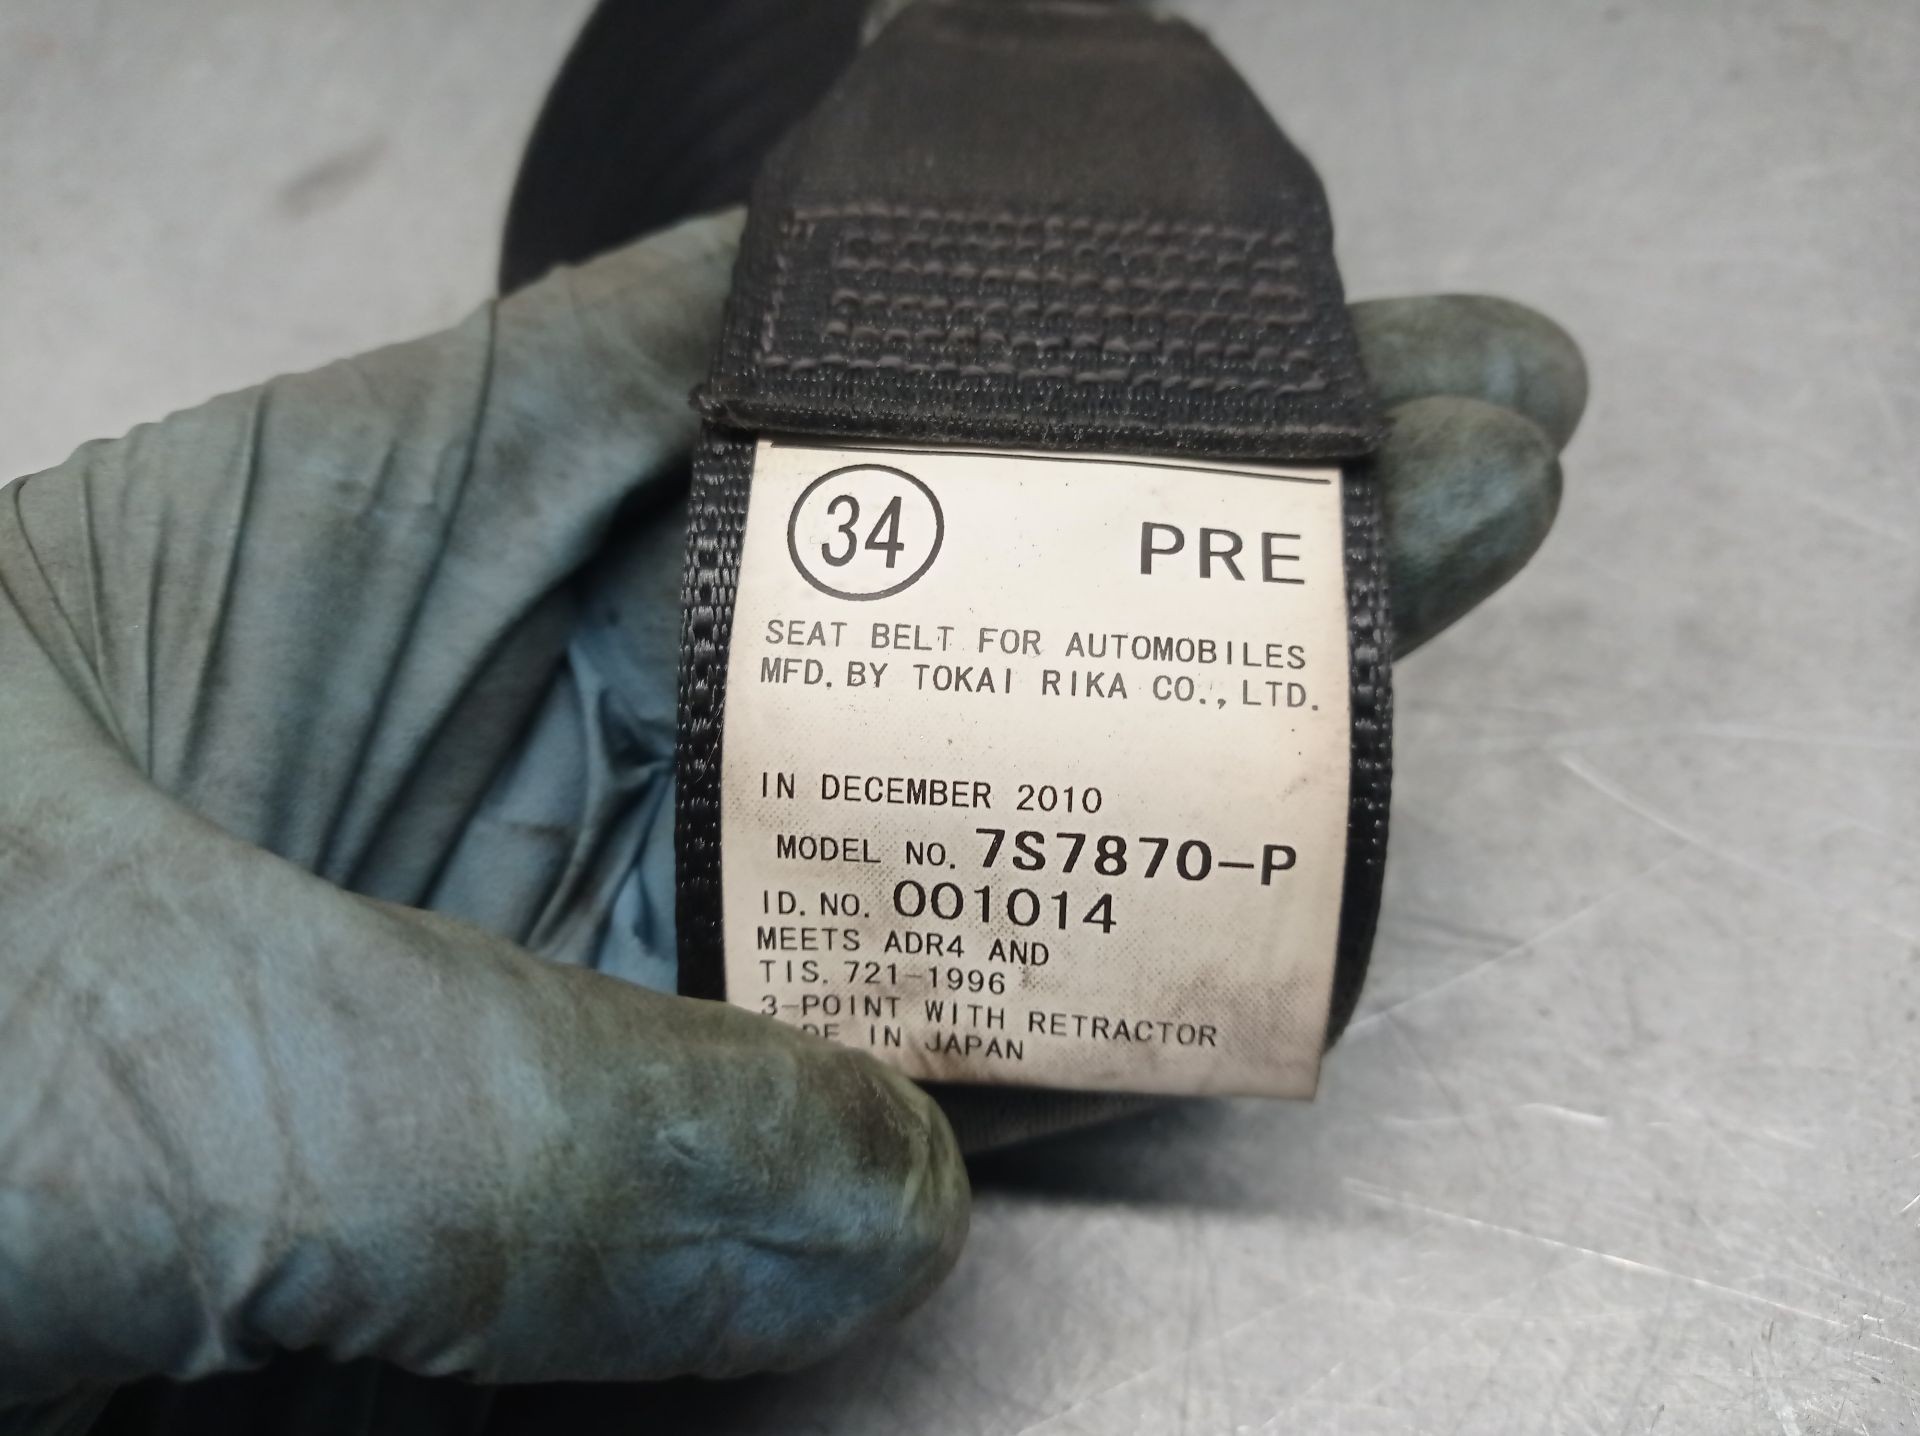 34 PRE
SEAT BELT FOR AUTOMOBILES
MFD. BY TOKAI RIKA CO., LTD.
IN DECEMBER 2010
MODEL NO. 7S7870-P
ID. NO. 001014
MEETS ADR4 AND
TIS. 721-1996
3-POINT WITH RETRACTOR
IN JAPAN